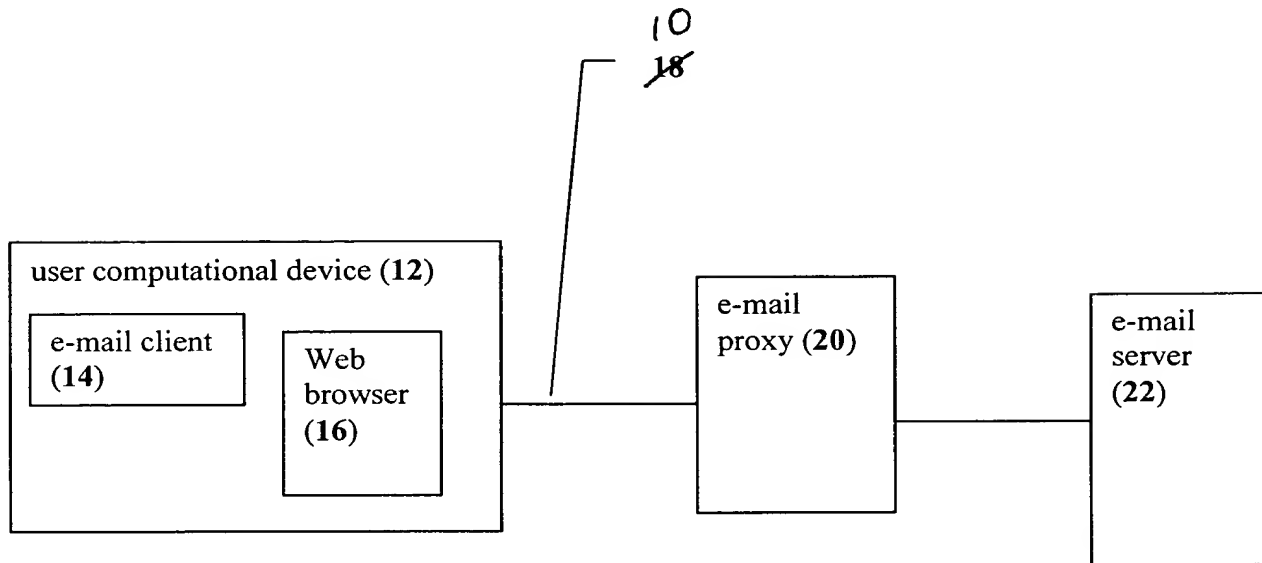 10
18
user computational device (12)
e-mail client
(14)
Web
browser
(16)
e-mail
proxy (20)
e-mail
server
(22)